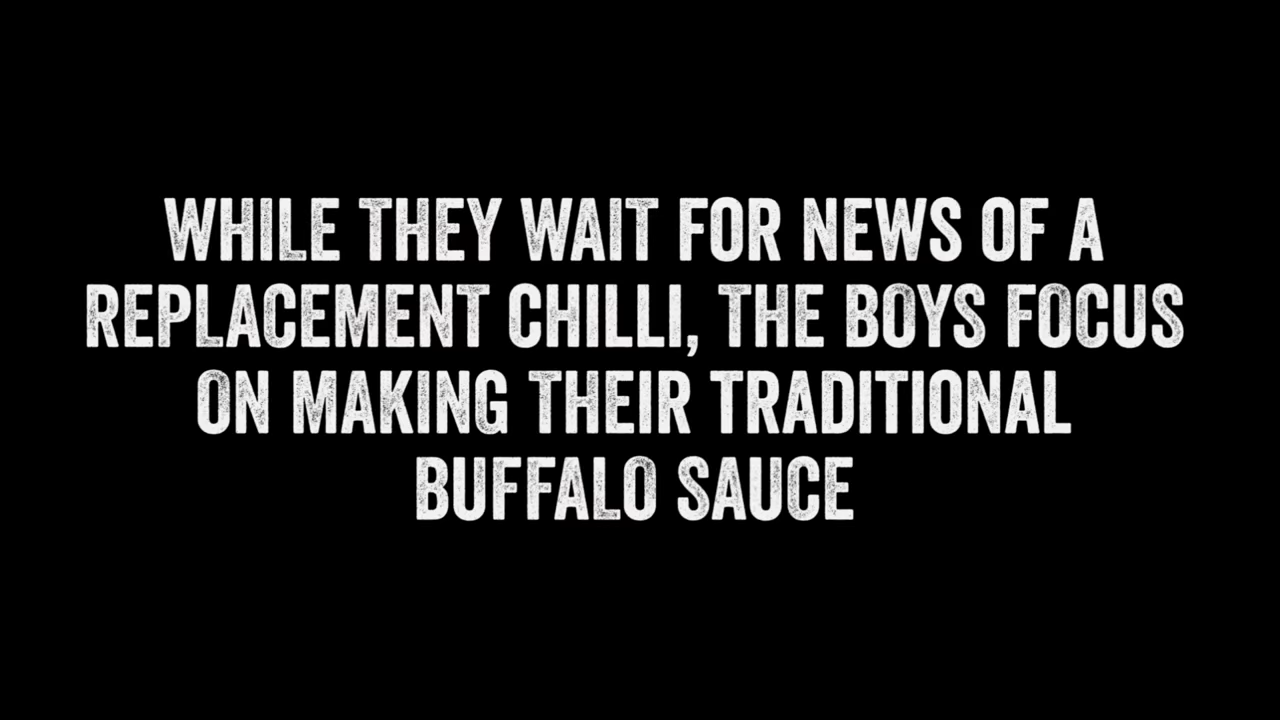 WHILE THEY WAIT FOR NEWS OF A
REPLACEMENT CHILLI, THE BOYS FOCUS
ON MAKING THEIR TRADITIONAL
BUFFALO SAUCE